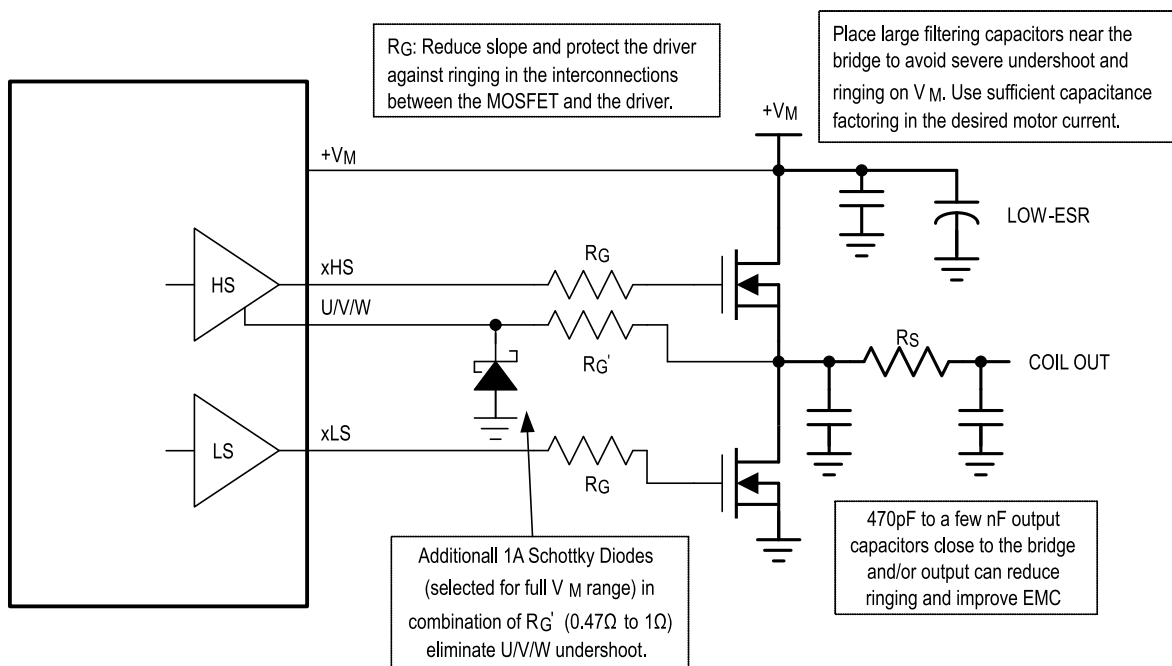 RG: Reduce slope and protect the driver
against ringing in the interconnections
between the MOSFET and the driver.
Place large filtering capacitors near the
bridge to avoid severe undershoot and
ringing on V M. Use sufficient capacitance
factoring in the desired motor current.
+VM
+VM
LOW-ESR
HS
xHS
RG
U/V/W
RG'
RS
COIL OUT
LS
xLS
RG
Additionall 1A Schottky Diodes
(selected for full V M range) in
combination of RG' (0.47Ω to 1Ω)
eliminate U/V/W undershoot.
470pF to a few nF output
capacitors close to the bridge
and/or output can reduce
ringing and improve EMC